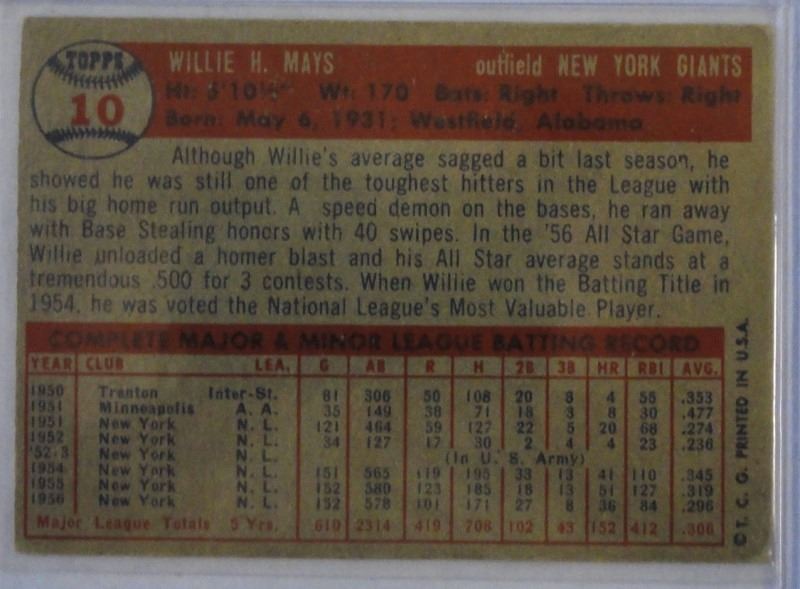 TOPPS
10
WILLIE H. MAYS outfield NEW YORK GIANTS
Ht: 5'10½" Wt: 170 Bats: Right Throws: Right
Born: May 6, 1931; Westfield, Alabama
Although Willie's average sagged a bit last season, he
showed he was still one of the toughest hitters in the League with
his big home run output. A speed demon on the bases, he ran away
with Base Stealing honors with 40 swipes. In the '56 All Star Game,
Willie unloaded a homer blast and his All Star average stands at a
tremendous .500 for 3 contests. When Willie won the Batting Title in
1954, he was voted the National League's Most Valuable Player.
COMPLETE MAJOR & MINOR LEAGUE BATTING RECORD
YEAR CLUB LEA. G AB R H 2B 3B HR RBI AVG.
1950 Trenton Inter-St. 81 306 50 108 20 8 4 55 .353
1951 Minneapolis A. A. 35 149 38 71 18 3 8 30 .477
1951 New York N. L. 121 464 59 127 22 5 20 68 .274
1952 New York N. L. 34 127 17 30 2 4 4 23 .236
'52-3 New York N. L. (In U. S. Army)
1954 New York N. L. 151 565 119 195 33 13 41 110 .345
1955 New York N. L. 152 580 123 185 18 13 51 127 .319
1956 New York N. L. 152 578 101 171 27 8 36 84 .296
Major League Totals 5 Yrs. 610 2314 419 708 102 43 152 412 .306
© T. C. G. PRINTED IN U.S.A.